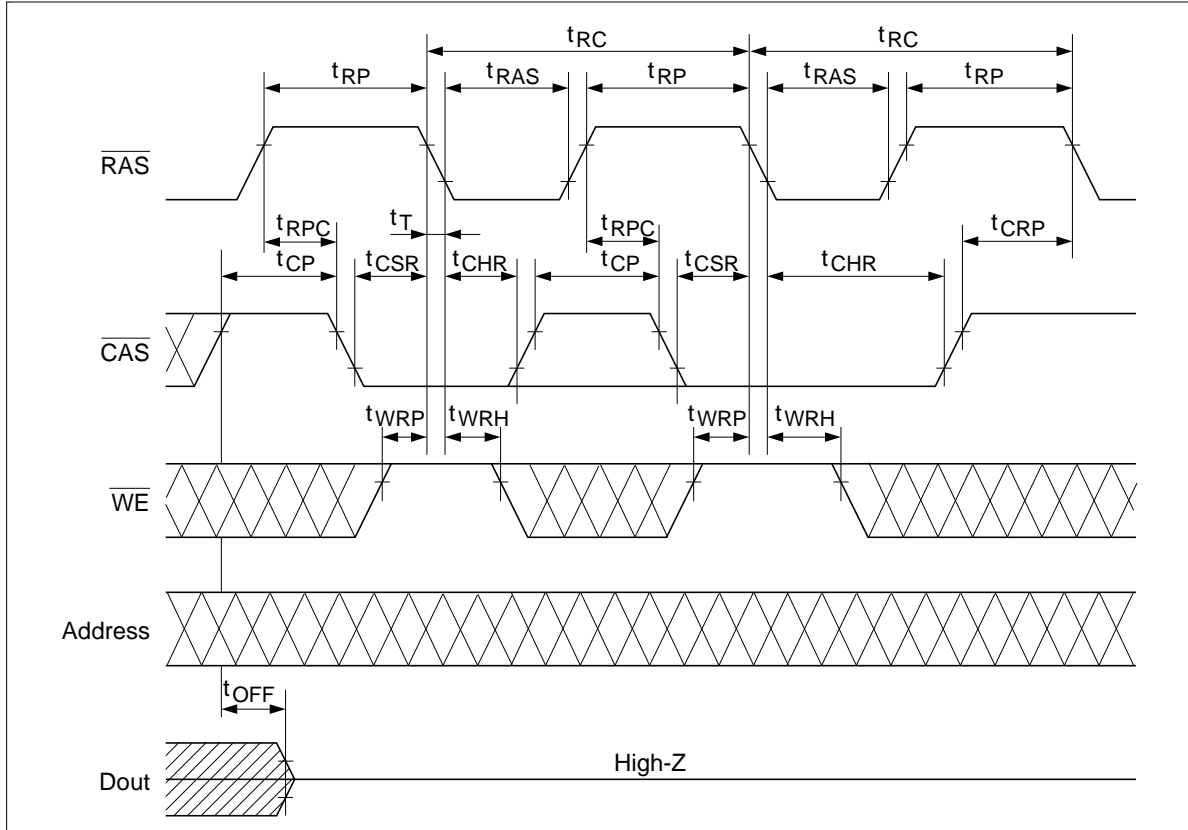 tRC tRC
tRP tRAS tRP tRAS tRP
RAS
tRPC tT tRPC tCRP
tCP tCSR tCHR tCP tCSR tCHR
CAS
tWRP tWRH tWRP tWRH
WE
Address
tOFF
High-Z
Dout